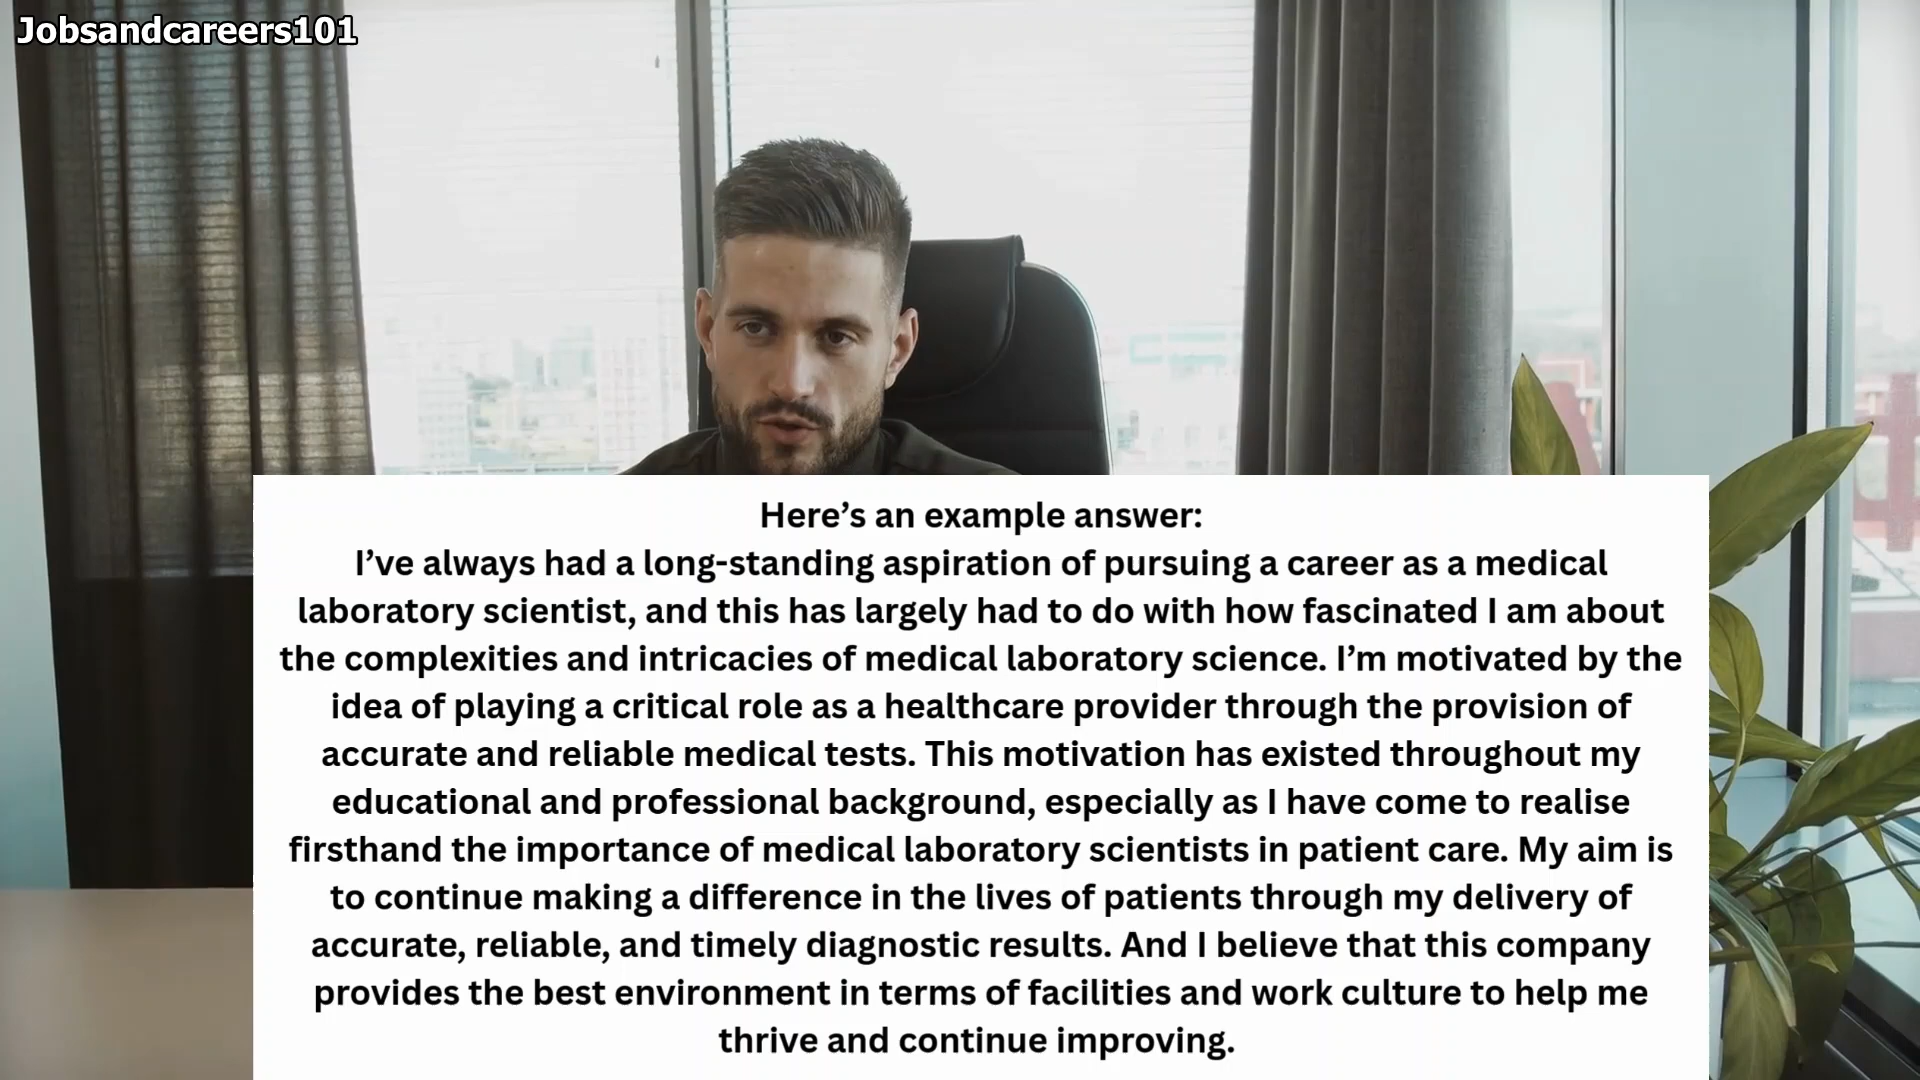 Jobsandcareers101
Here’s an example answer:
I’ve always had a long-standing aspiration of pursuing a career as a medical
laboratory scientist, and this has largely had to do with how fascinated I am about
the complexities and intricacies of medical laboratory science. I’m motivated by the
idea of playing a critical role as a healthcare provider through the provision of
accurate and reliable medical tests. This motivation has existed throughout my
educational and professional background, especially as I have come to realise
firsthand the importance of medical laboratory scientists in patient care. My aim is
to continue making a difference in the lives of patients through my delivery of
accurate, reliable, and timely diagnostic results. And I believe that this company
provides the best environment in terms of facilities and work culture to help me
thrive and continue improving.